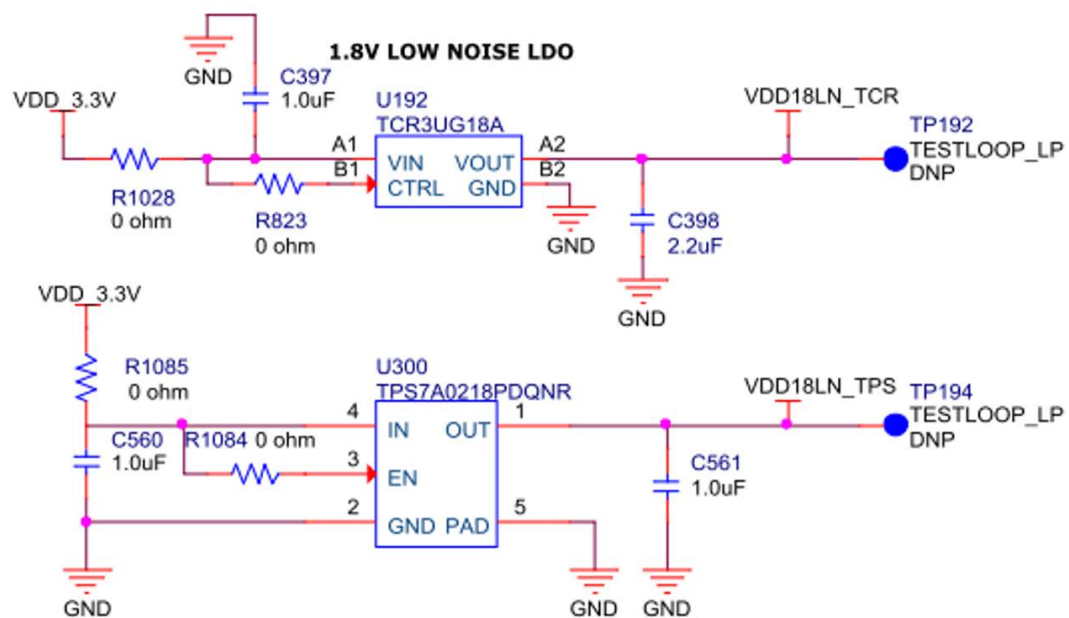 1.8V LOW NOISE LDO
GND
C397
1.0uF
VDD_3.3V
R1028
0 ohm
R823
0 ohm
U192
TCR3UG18A
A1
B1
VIN
CTRL
VOUT
GND
A2
B2
GND
C398
2.2uF
GND
VDD18LN_TCR
TP192
TESTLOOP_LP
DNP
VDD_3.3V
R1085
0 ohm
C560
1.0uF
R1084 0 ohm
GND
U300
TPS7A0218PDQNR
4
3
2
IN
EN
GND
OUT
PAD
1
5
GND
C561
1.0uF
GND
VDD18LN_TPS
TP194
TESTLOOP_LP
DNP